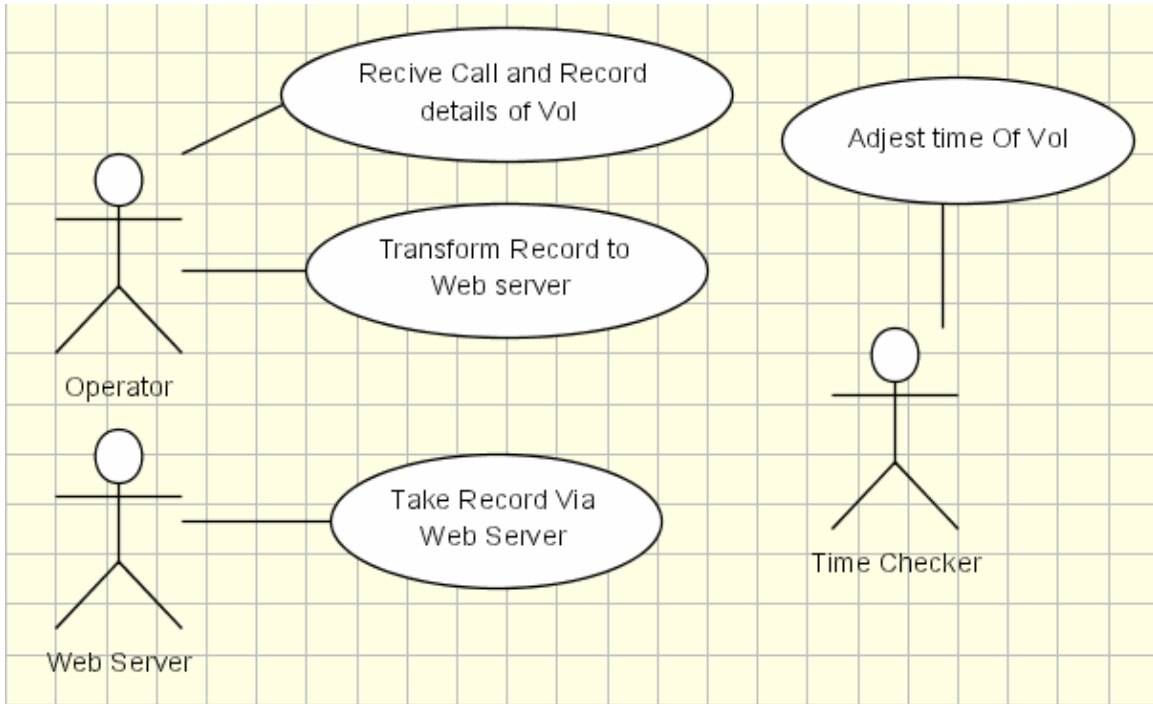 Recive Call and Record
details of Vol
Adjest time Of Vol
Transform Record to
Web server
Operator
Take Record Via
Web Server
Time Checker
Web Server